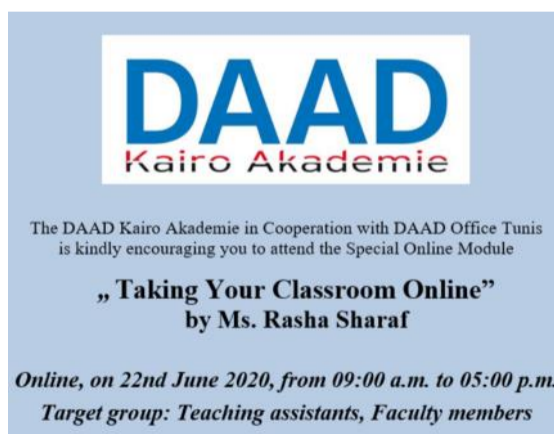 DAAD
Kairo Akademie
The DAAD Kairo Akademie in Cooperation with DAAD Office Tunis
is kindly encouraging you to attend the Special Online Module
„ Taking Your Classroom Online”
by Ms. Rasha Sharaf
Online, on 22nd June 2020, from 09:00 a.m. to 05:00 p.m.
Target group: Teaching assistants, Faculty members